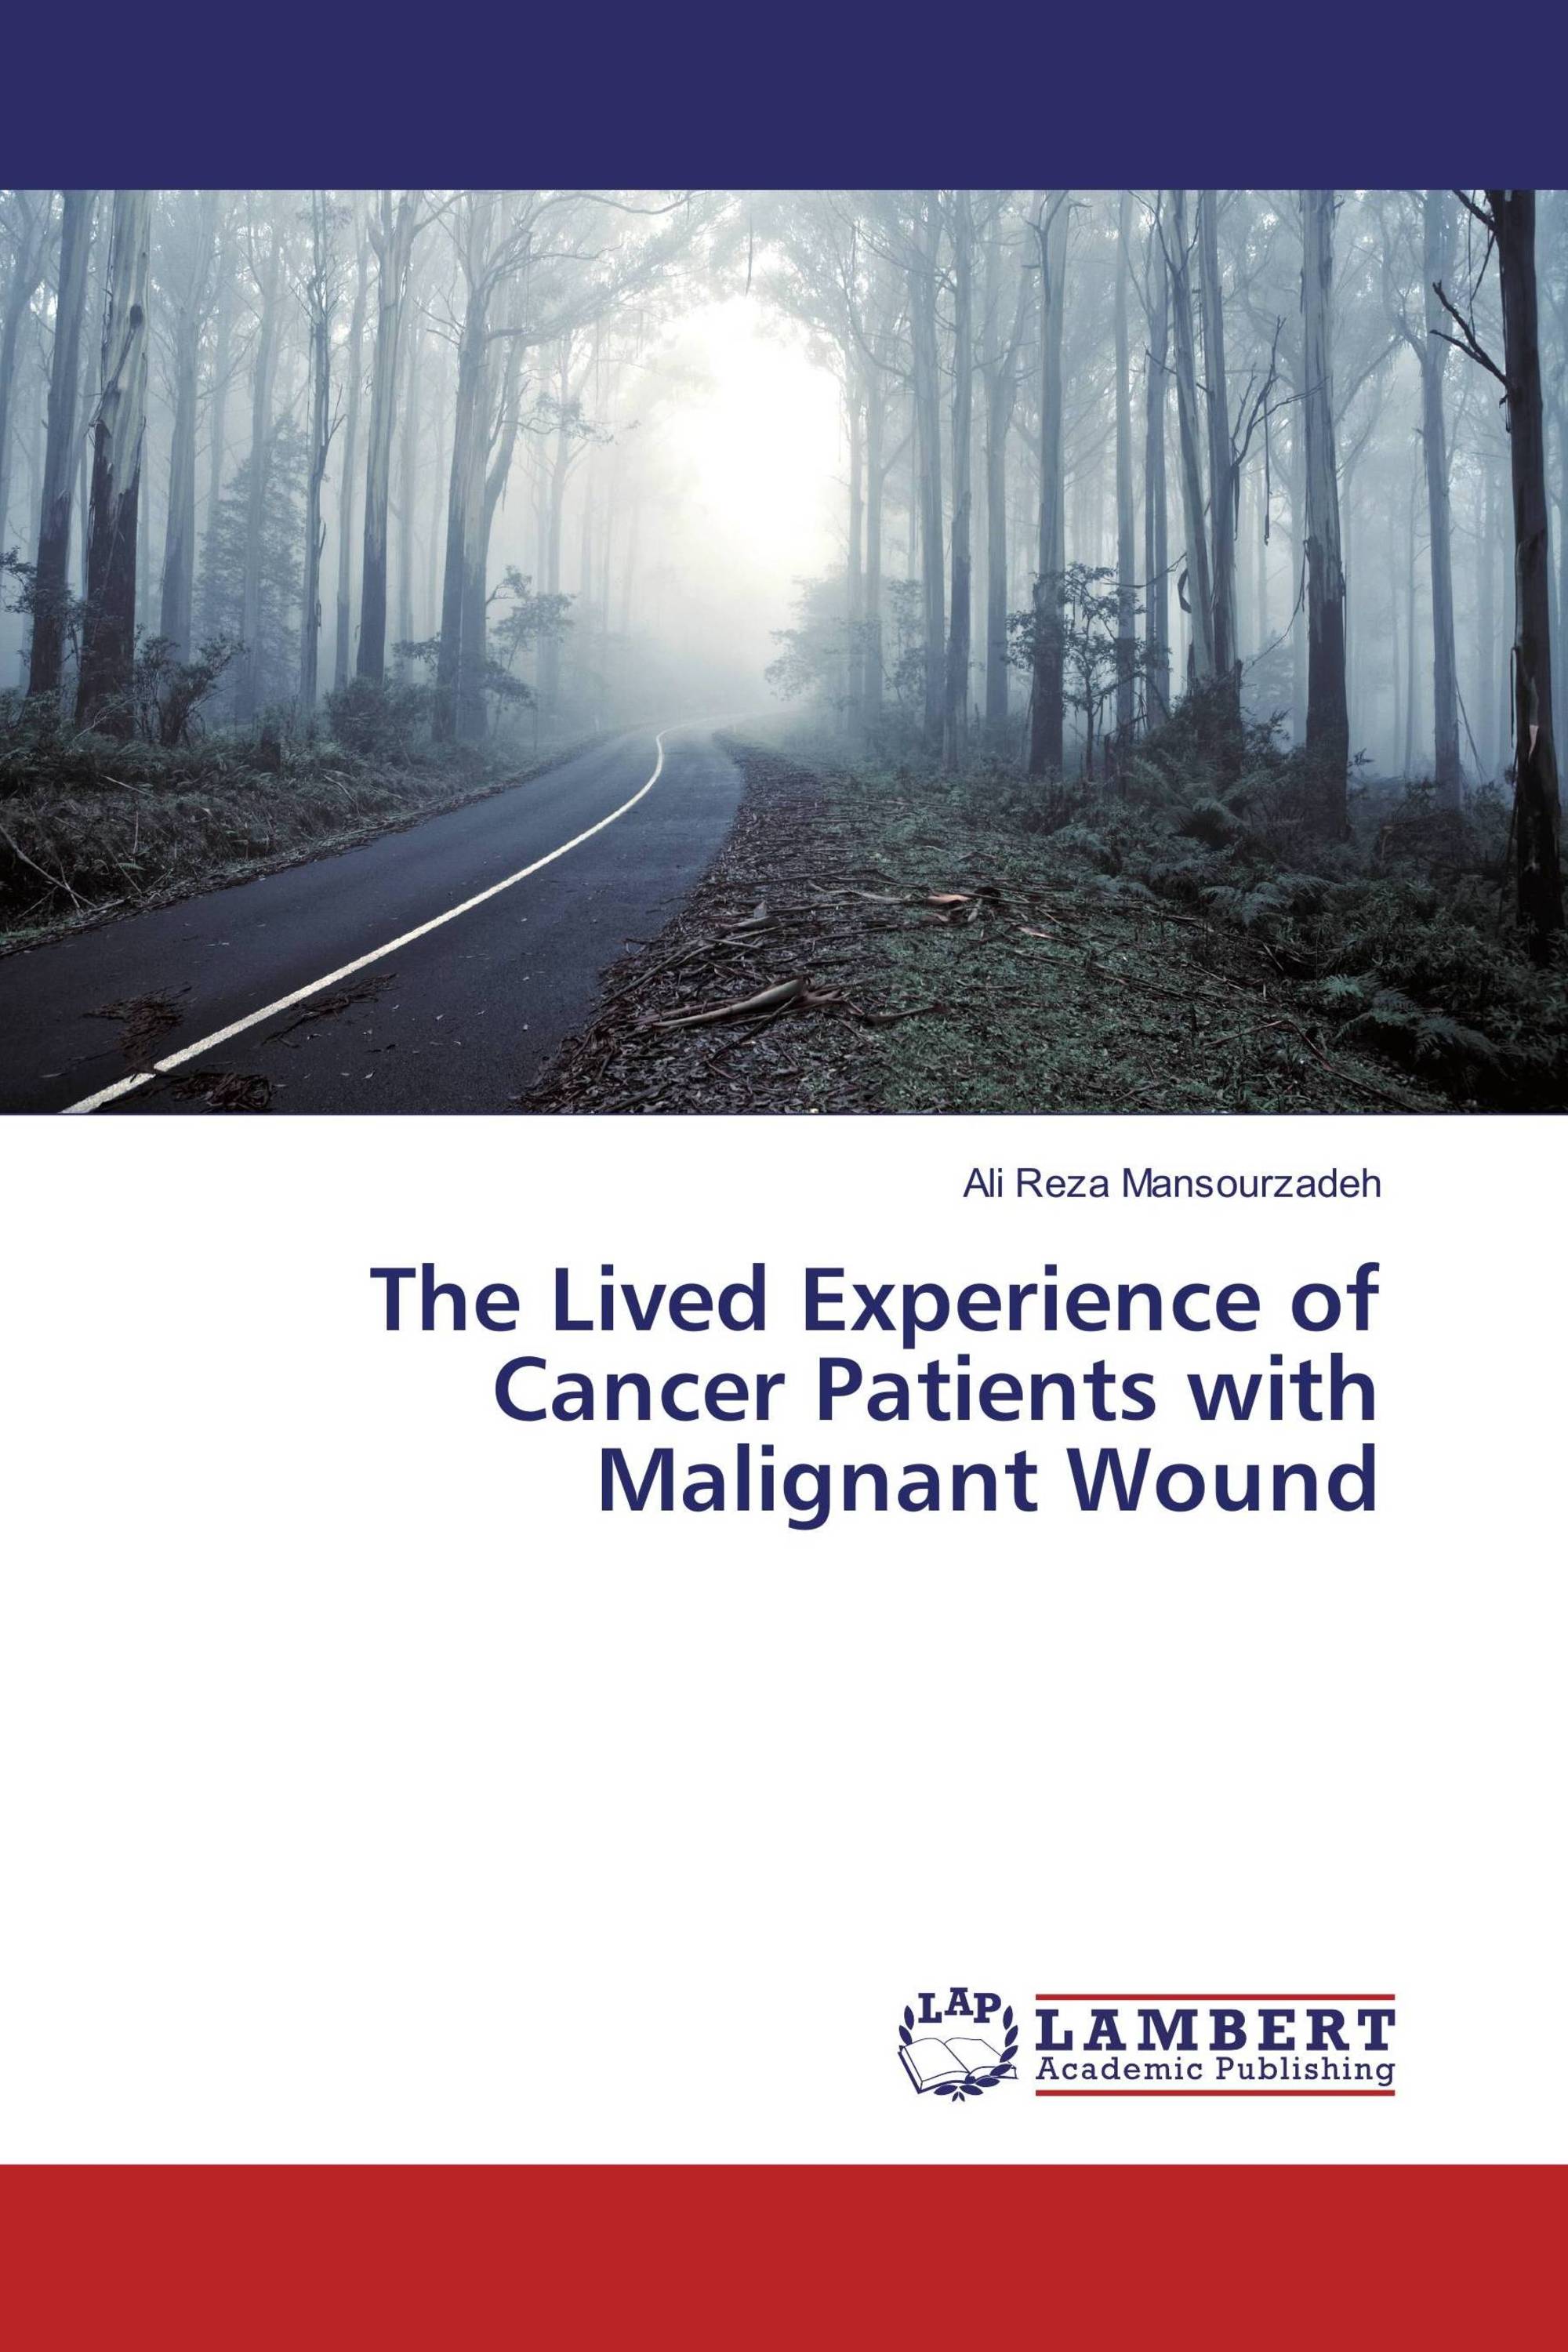 Ali Reza Mansourzadeh
The Lived Experience of
Cancer Patients with
Malignant Wound
LAP
LAMBERT
Academic Publishing